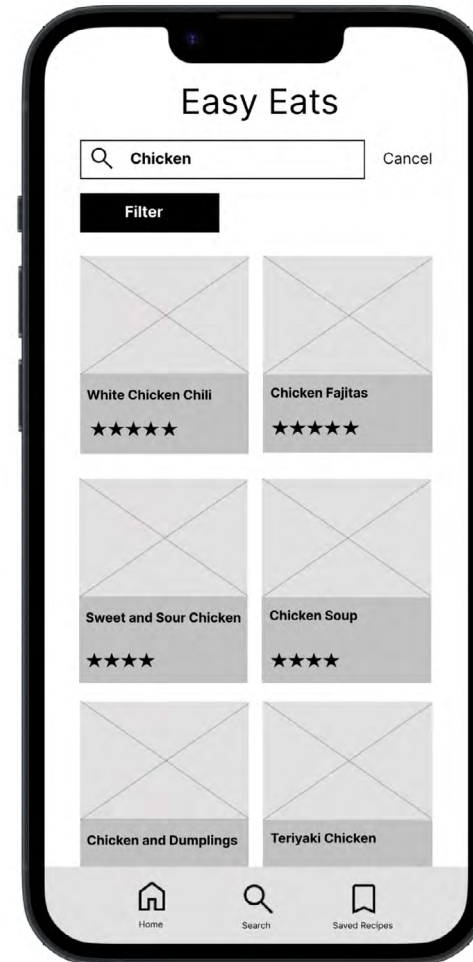 Easy Eats
Chicken
Cancel
Filter
White Chicken Chili
★★★★★
Chicken Fajitas
★★★★★
Sweet and Sour Chicken
★★★★
Chicken Soup
★★★★
Chicken and Dumplings
Teriyaki Chicken
Home
Search
Saved Recipes